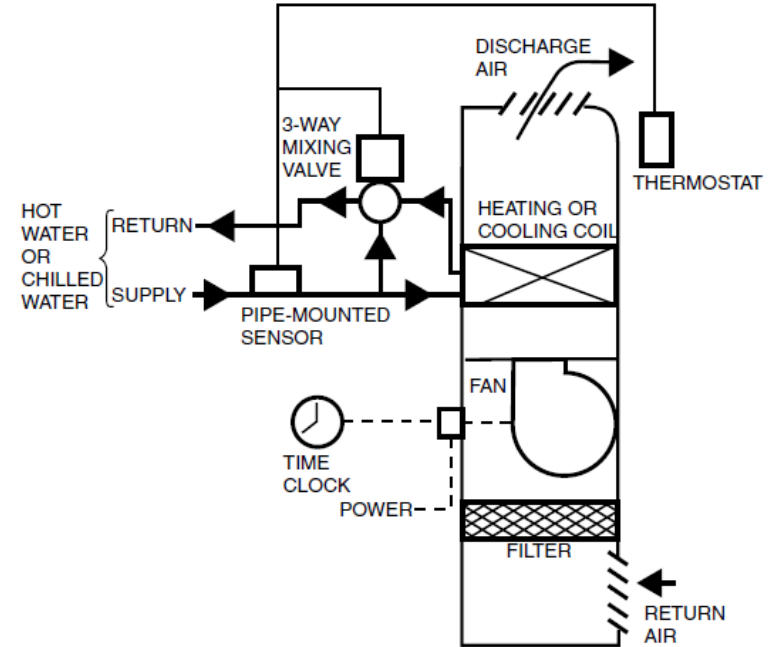 DISCHARGE
AIR
3-WAY
MIXING
VALVE
THERMOSTAT
HOT
WATER
OR
CHILLED
WATER
RETURN
SUPPLY
HEATING OR
COOLING COIL
PIPE-MOUNTED
SENSOR
FAN
TIME
CLOCK
POWER
FILTER
RETURN
AIR